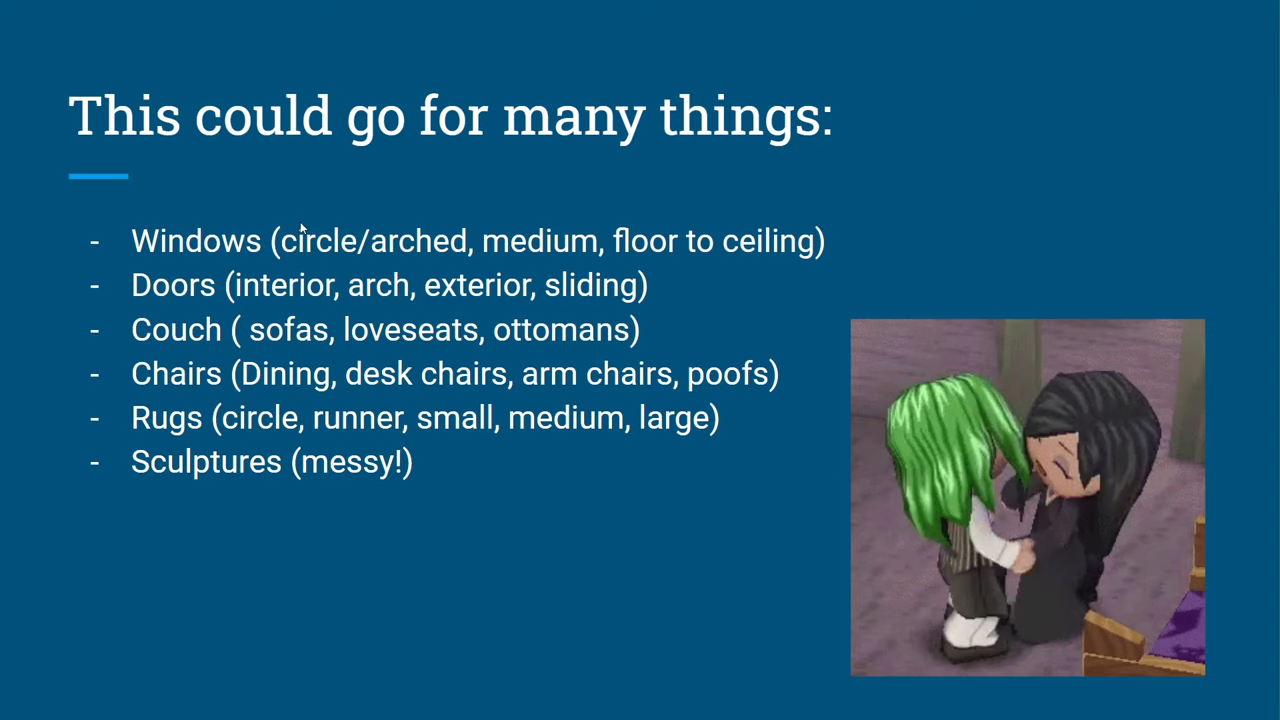 This could go for many things:
- Windows (circle/arched, medium, floor to ceiling)
- Doors (interior, arch, exterior, sliding)
- Couch ( sofas, loveseats, ottomans)
- Chairs (Dining, desk chairs, arm chairs, poofs)
- Rugs (circle, runner, small, medium, large)
- Sculptures (messy!)